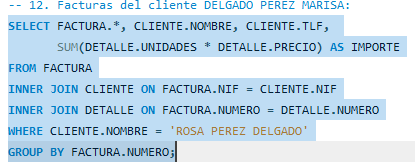 -- 12. Facturas del cliente DELGADO PEREZ MARISA:
SELECT FACTURA.*, CLIENTE.NOMBRE, CLIENTE.TLF,
SUM(DETALLE.UNIDADES * DETALLE.PRECIO) AS IMPORTE
FROM FACTURA
INNER JOIN CLIENTE ON FACTURA.NIF = CLIENTE.NIF
INNER JOIN DETALLE ON FACTURA.NUMERO = DETALLE.NUMERO
WHERE CLIENTE.NOMBRE = 'ROSA PEREZ DELGADO'
GROUP BY FACTURA.NUMERO;